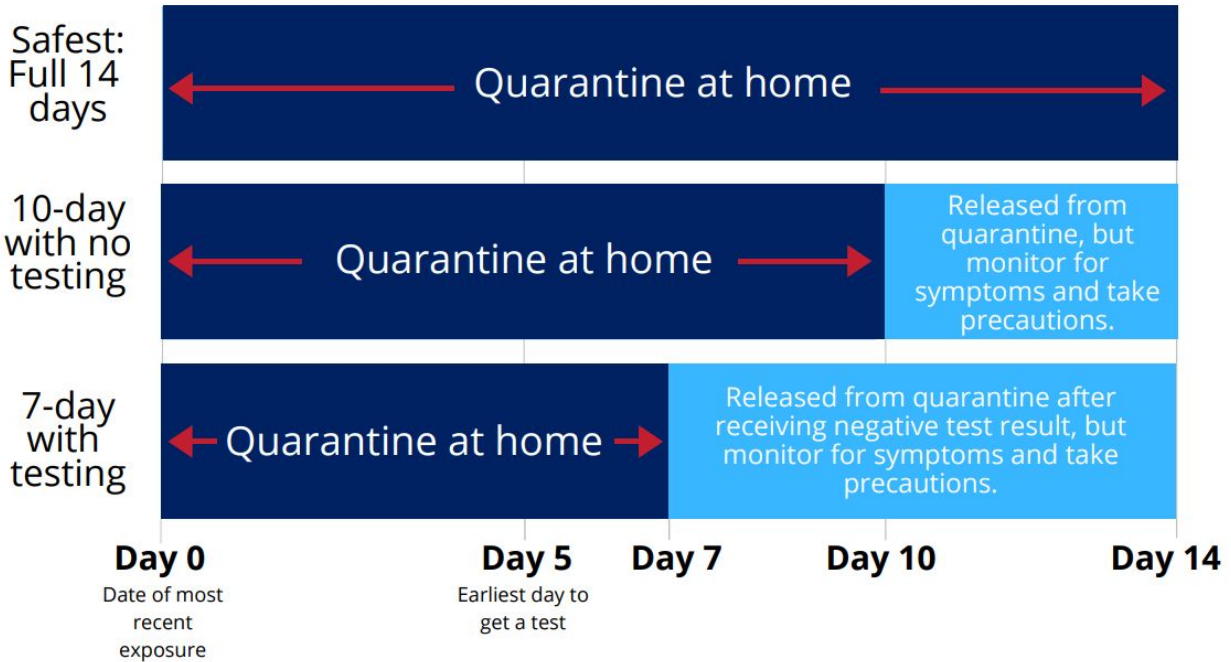 Safest:
Full 14
days
Quarantine at home
10-day
with no
testing
Quarantine at home
Released from
quarantine, but
monitor for
symptoms and take
precautions.
7-day
with
testing
Quarantine at home
Released from quarantine after
receiving negative test result, but
monitor for symptoms and take
precautions.
Day 0
Date of most
recent
exposure
Day 5
Earliest day to
get a test
Day 7
Day 10
Day 14